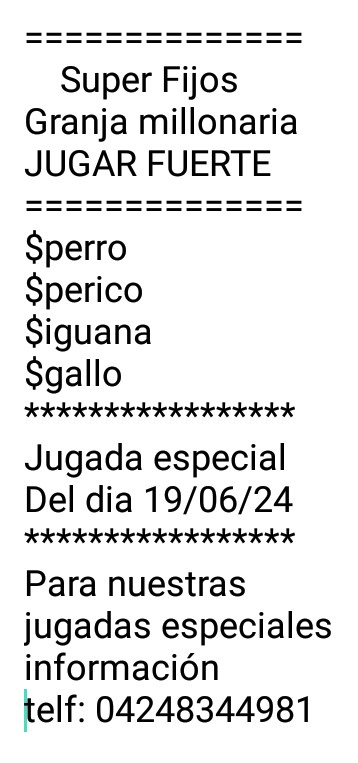 ==============
Super Fijos
Granja millonaria
JUGAR FUERTE
==============
$perro
$perico
$iguana
$gallo
*****************
Jugada especial
Del dia 19/06/24
*****************
Para nuestras
jugadas especiales
información
telf: 04248344981